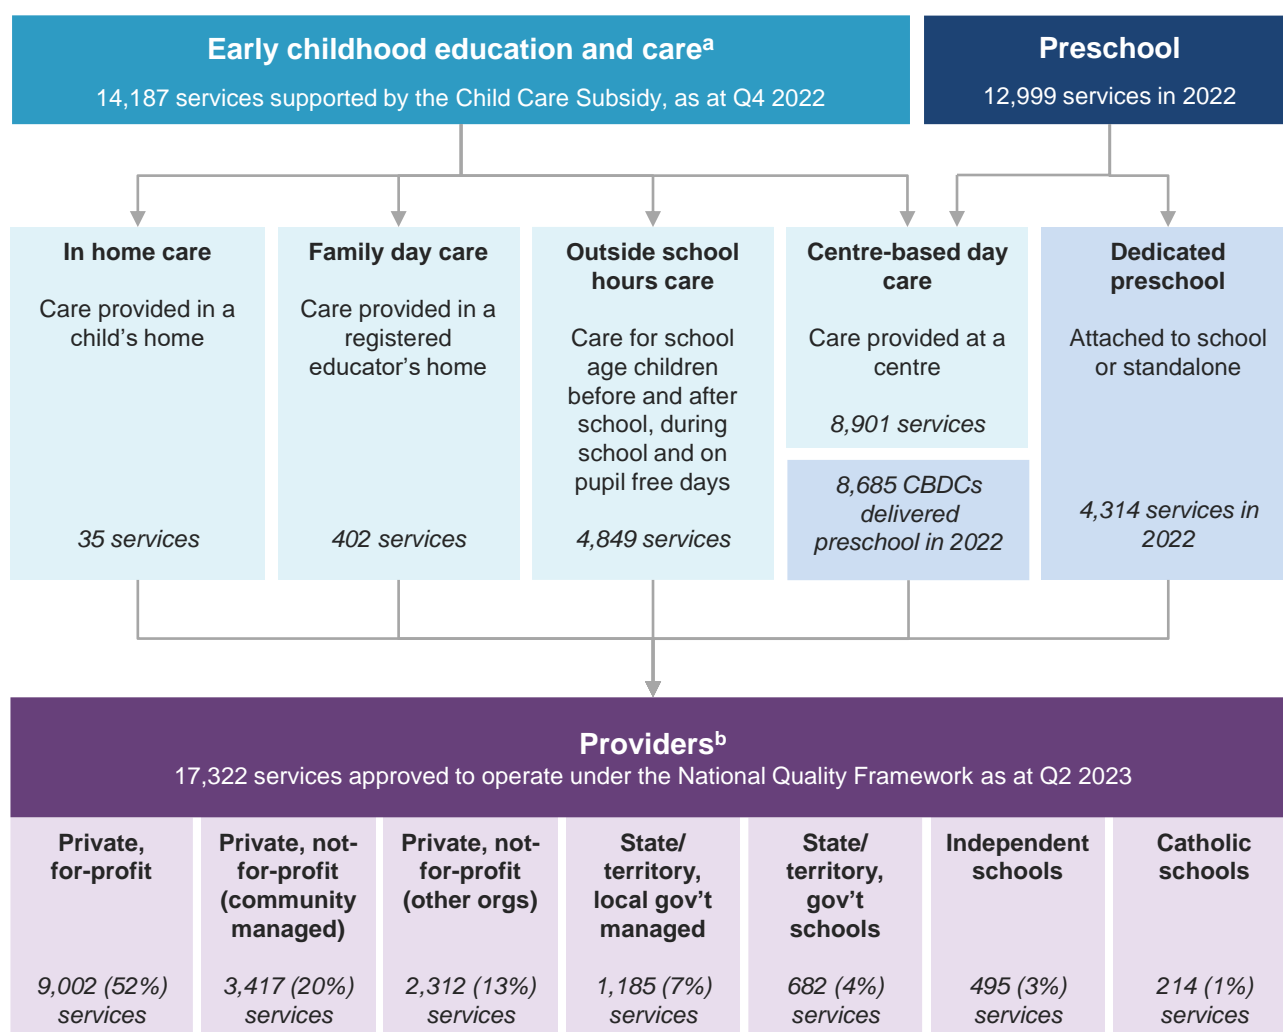 Early childhood education and careᵃ
14,187 services supported by the Child Care Subsidy, as at Q4 2022
Preschool
12,999 services in 2022
In home care
Care provided in a
child’s home
35 services
Family day care
Care provided in a
registered
educator’s home
402 services
Outside school
hours care
Care for school
age children
before and after
school, during
school and on
pupil free days
4,849 services
Centre-based day
care
Care provided at a
centre
8,901 services
8,685 CBDCs
delivered
preschool in 2022
Dedicated
preschool
Attached to school
or standalone
4,314 services in
2022
Providersᵇ
17,322 services approved to operate under the National Quality Framework as at Q2 2023
Private,
for-profit
9,002 (52%)
services
Private, not-
for-profit
(community
managed)
3,417 (20%)
services
Private, not-
for-profit
(other orgs)
2,312 (13%)
services
State/
territory,
local gov’t
managed
1,185 (7%)
services
State/
territory,
gov’t
schools
682 (4%)
services
Independent
schools
495 (3%)
services
Catholic
schools
214 (1%)
services